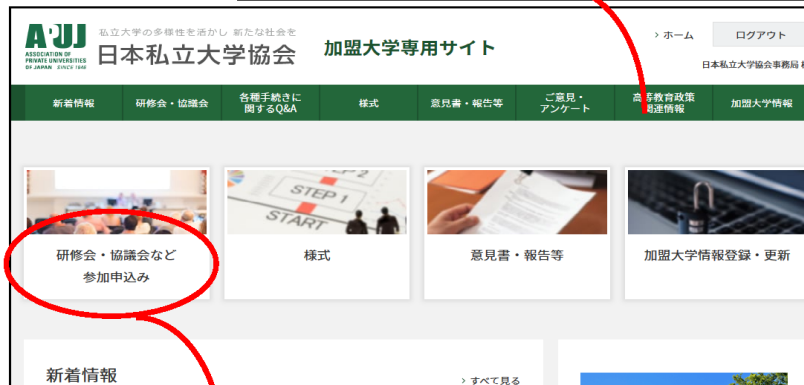 APUJ
ASSOCIATION OF
PRIVATE UNIVERSITIES
OF JAPAN SINCE 1946
私立大学の多様性を活かし 新たな社会を
日本私立大学協会
加盟大学専用サイト
> ホーム
ログアウト
日本私立大学協会事務局
新着情報
研修会・協議会
各種手続きに
関するQ&A
様式
意見書・報告等
ご意見・
アンケート
高等教育政策
関連情報
加盟大学情報
STEP 2
STEP 1
START
研修会・協議会など
参加申込み
様式
意見書・報告等
加盟大学情報登録・更新
新着情報
> すべて見る